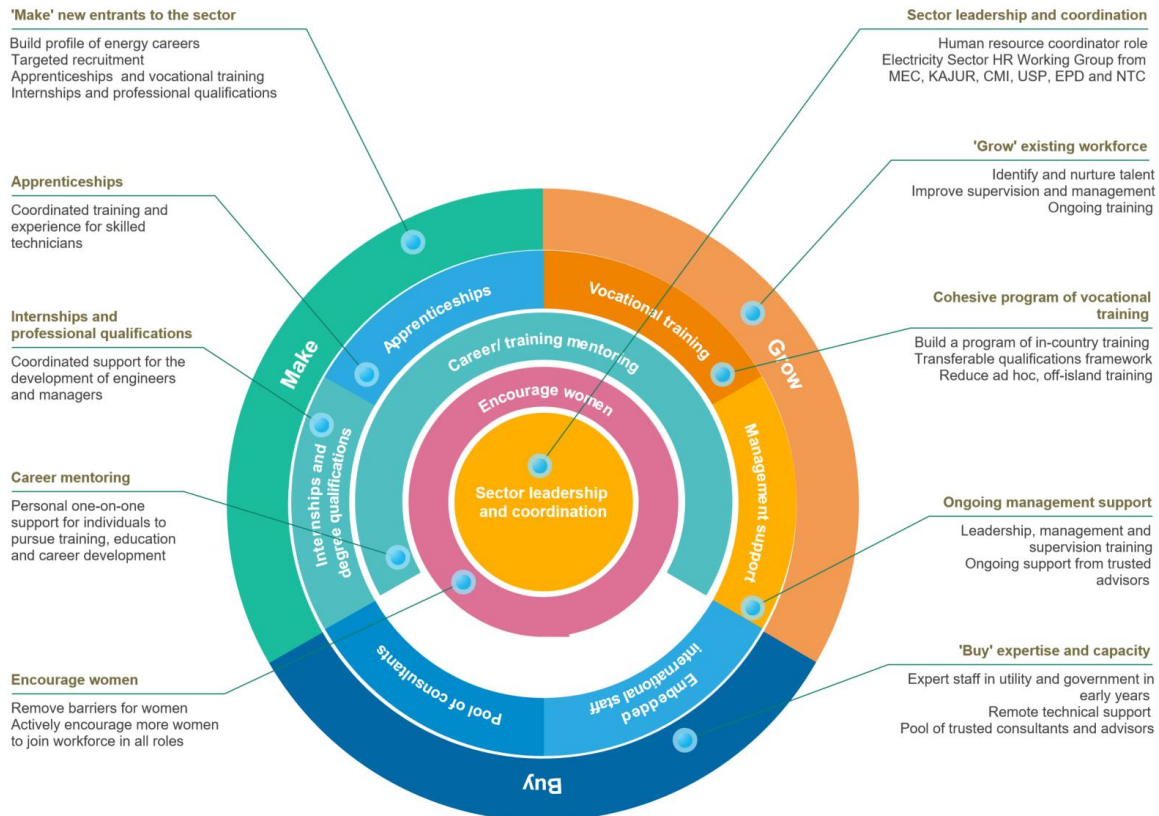 'Make' new entrants to the sector
Build profile of energy careers
Targeted recruitment
Apprenticeships and vocational training
Internships and professional qualifications
Apprenticeships
Coordinated training and
experience for skilled
technicians
Internships and
professional qualifications
Coordinated support for the
development of engineers
and managers
Career mentoring
Personal one-on-one
support for individuals to
pursue training, education
and career development
Encourage women
Remove barriers for women
Actively encourage more women
to join workforce in all roles
Make
Apprenticeships
Internships and
degree qualifications
Career/ training mentoring
Encourage women
Sector leadership
and coordination
Vocational training
Grow
Management support
Pool of consultants
Embedded
international staff
Buy
Sector leadership and coordination
Human resource coordinator role
Electricity Sector HR Working Group from
MEC, KAJUR, CMI, USP, EPD and NTC
'Grow' existing workforce
Identify and nurture talent
Improve supervision and management
Ongoing training
Cohesive program of vocational
training
Build a program of in-country training
Transferable qualifications framework
Reduce ad hoc, off-island training
Ongoing management support
Leadership, management and
supervision training
Ongoing support from trusted
advisors
'Buy' expertise and capacity
Expert staff in utility and government in
early years
Remote technical support
Pool of trusted consultants and advisors